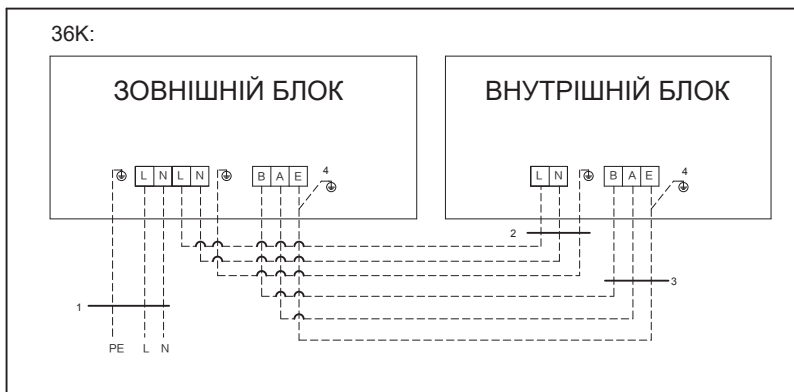 36K:
ЗОВНІШНІЙ БЛОК
ВНУТРІШНІЙ БЛОК
L N L N B A E 4
L N B A E 4
2
3
1
PE L N